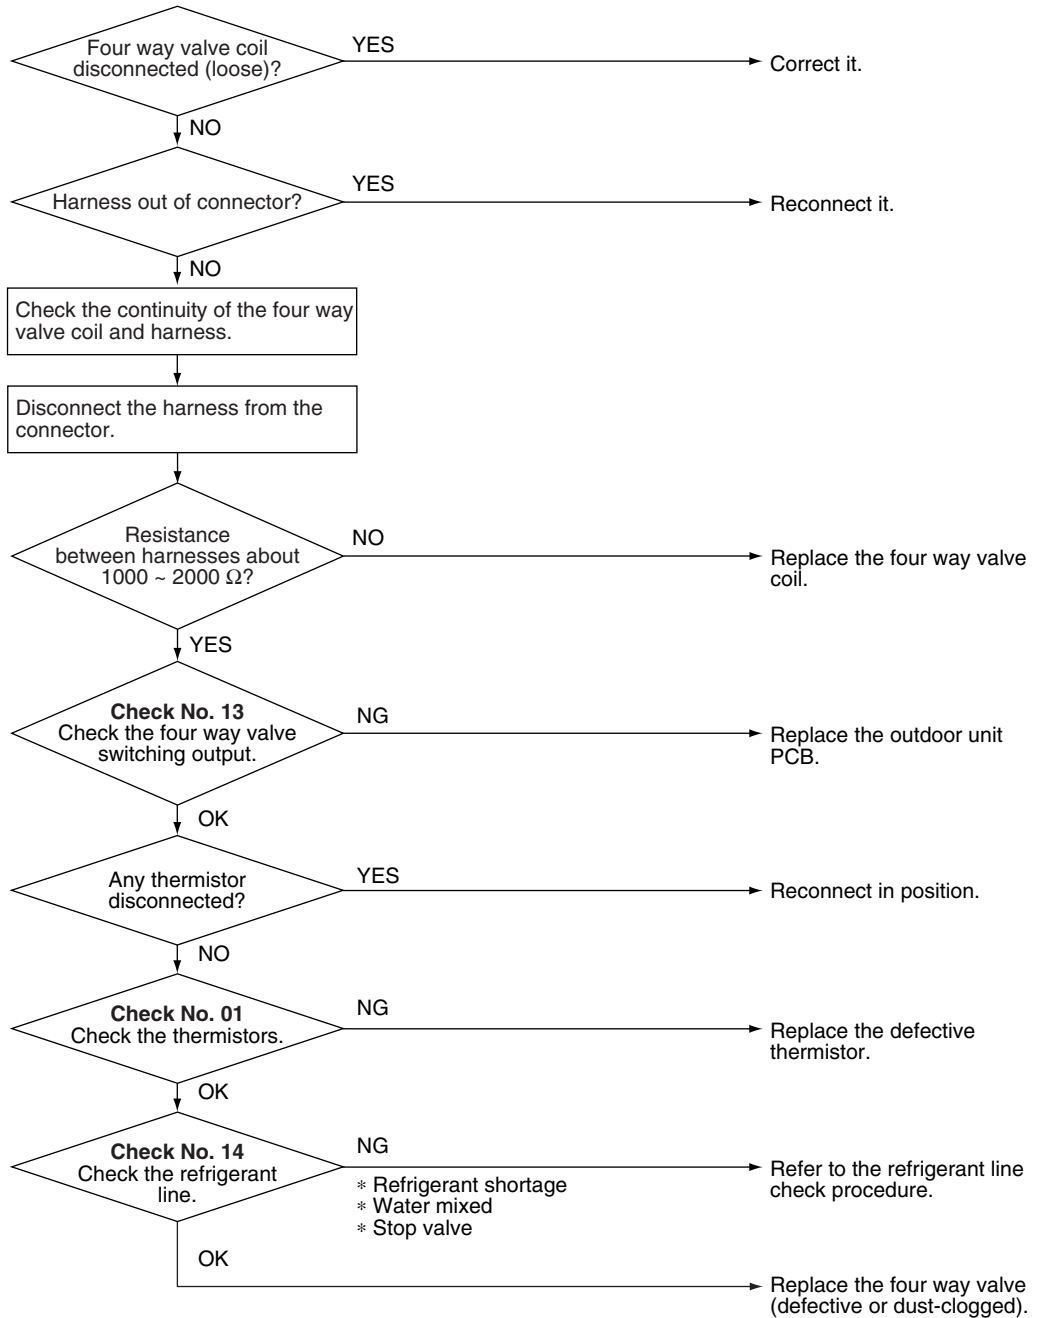 Four way valve coil
disconnected (loose)?
YES
Correct it.
NO
Harness out of connector?
YES
Reconnect it.
NO
Check the continuity of the four way
valve coil and harness.
Disconnect the harness from the
connector.
Resistance
between harnesses about
1000 ~ 2000 Ω?
NO
Replace the four way valve
coil.
YES
Check No. 13
Check the four way valve
switching output.
NG
Replace the outdoor unit
PCB.
OK
Any thermistor
disconnected?
YES
Reconnect in position.
NO
Check No. 01
Check the thermistors.
NG
Replace the defective
thermistor.
OK
Check No. 14
Check the refrigerant
line.
NG
∗ Refrigerant shortage
∗ Water mixed
∗ Stop valve
Refer to the refrigerant line
check procedure.
OK
Replace the four way valve
(defective or dust-clogged).